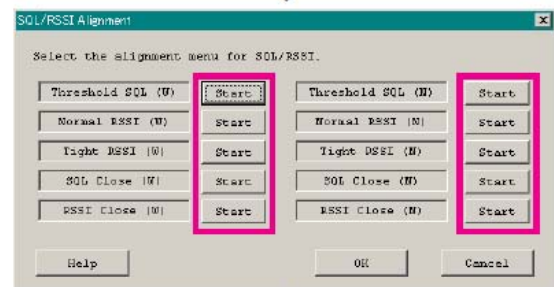 SQL/RSSI Alignment
Select the alignment menu for SQL/RSSI.
Threshold SQL (W) Start Threshold SQL (N) Start
Normal RSSI (W) Start Normal RSSI (N) Start
Tight RSSI (W) Start Tight RSSI (N) Start
SQL Close (W) Start SQL Close (N) Start
RSSI Close (W) Start RSSI Close (N) Start
Help OK Cancel